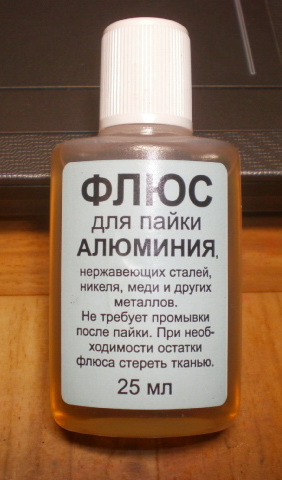 ФЛЮС
для пайки
АЛЮМИНИЯ,
нержавеющих сталей,
никеля, меди и других
металлов.
Не требует промывки
после пайки. При необ-
ходимости остатки
флюса стереть тканью.
25 мл